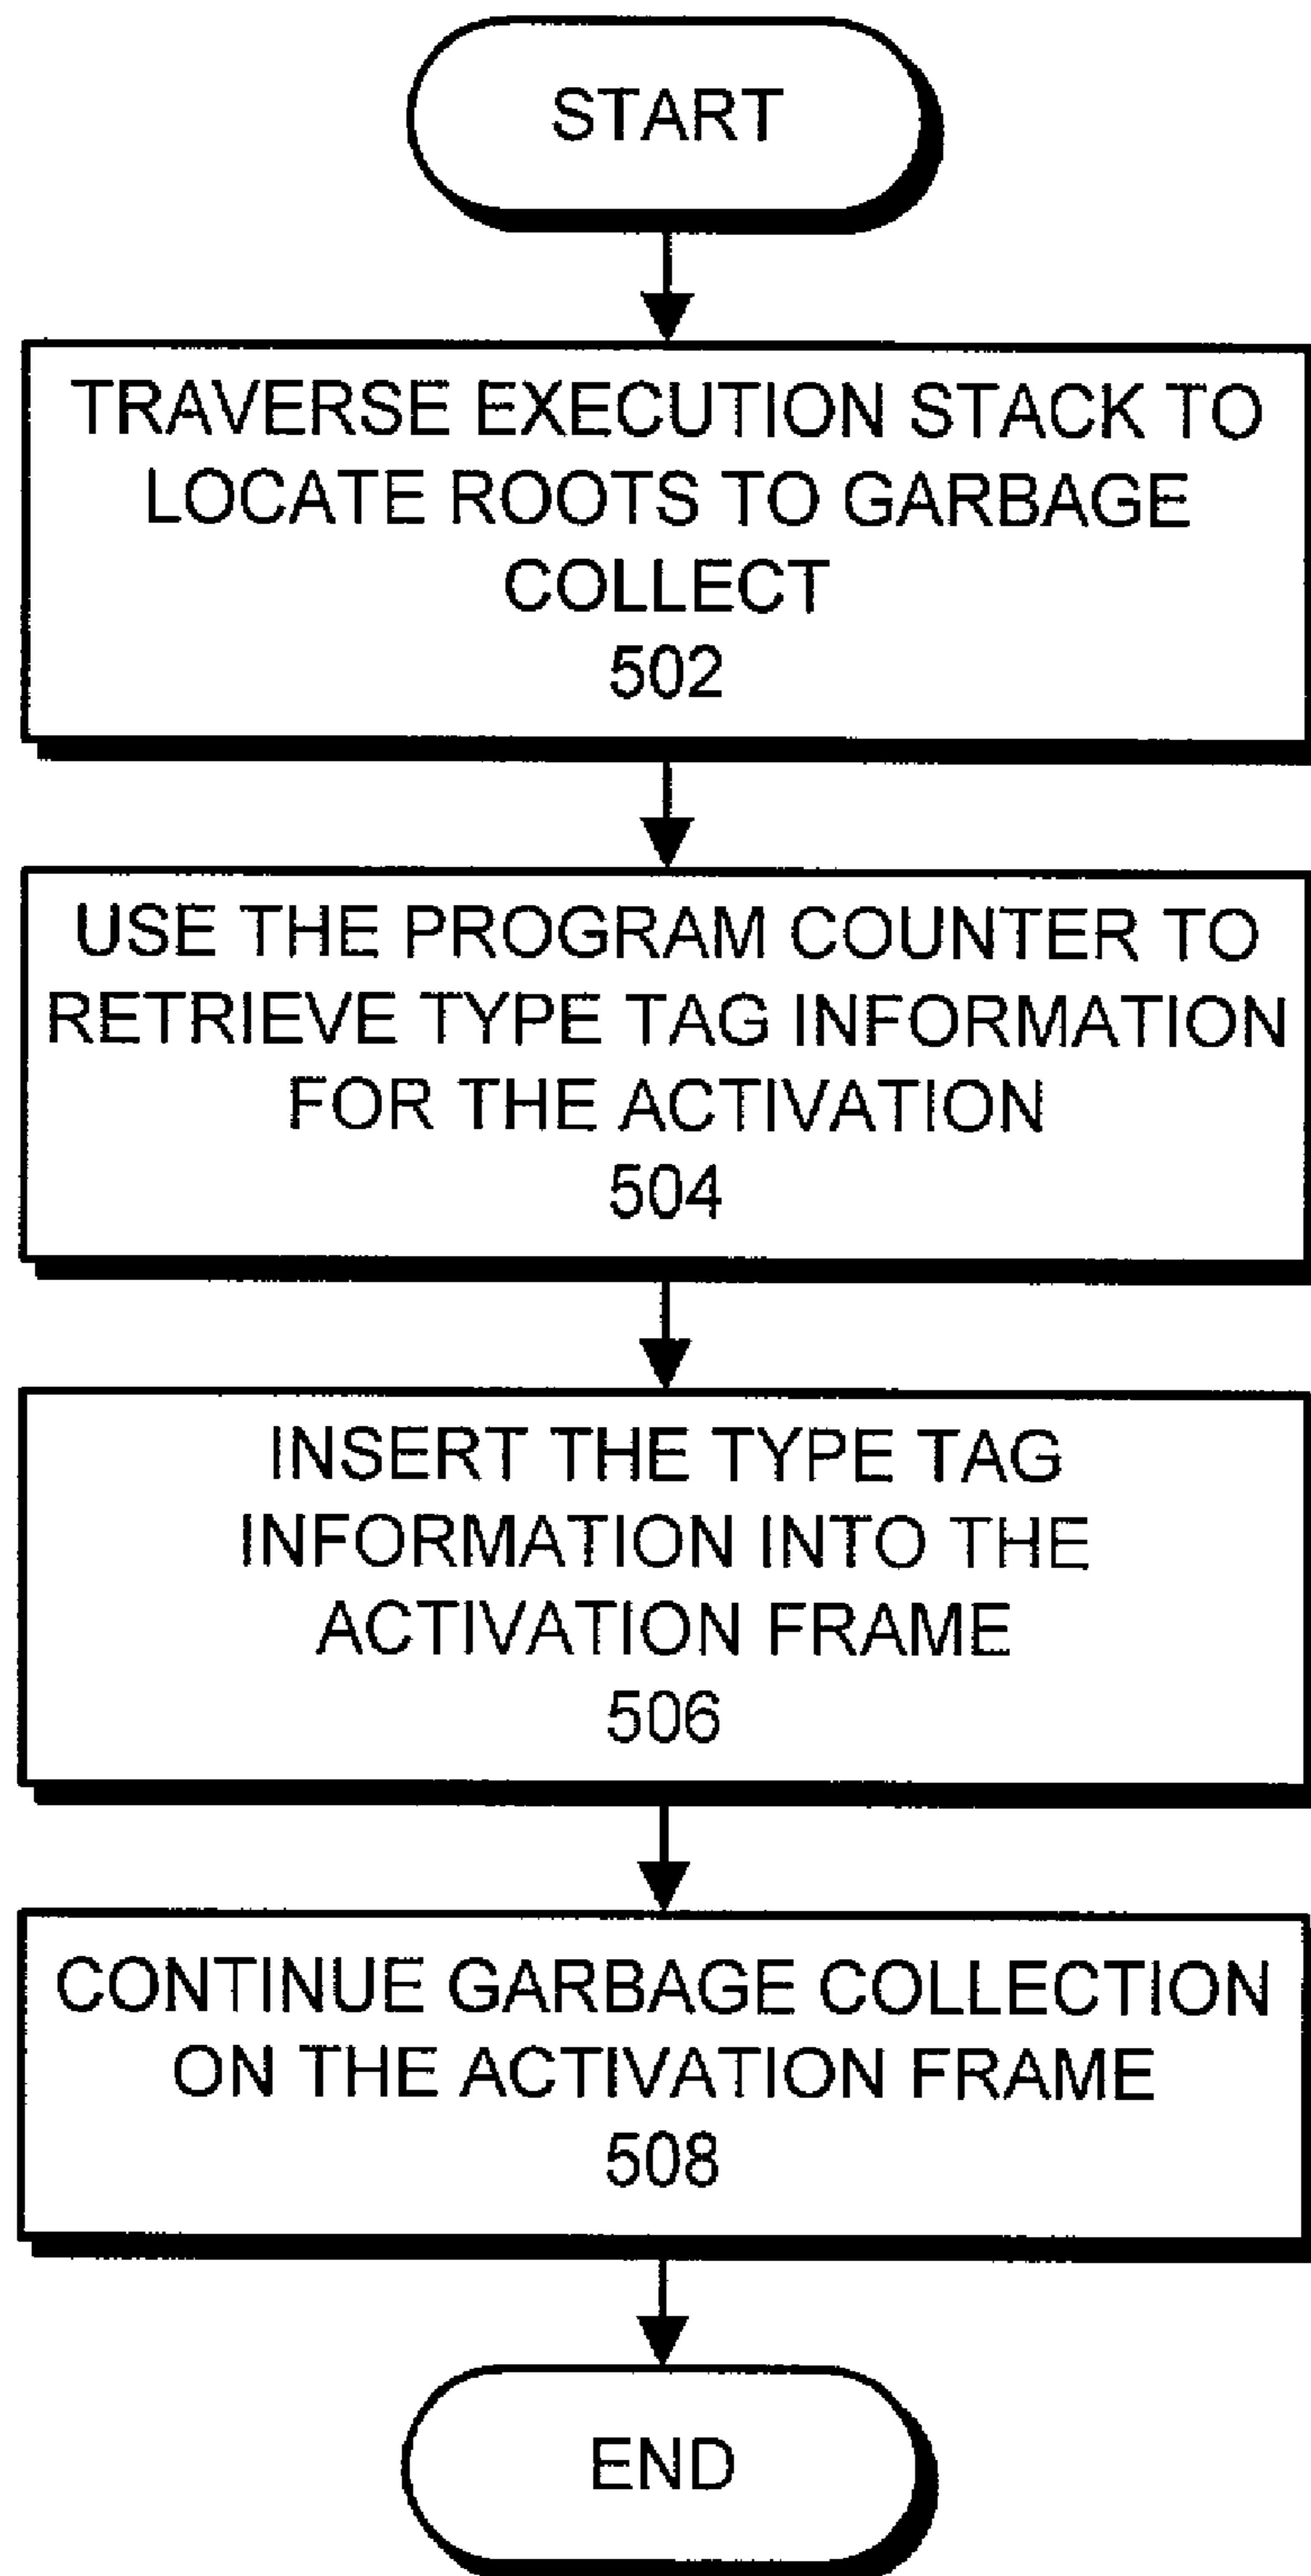 START
TRAVERSE EXECUTION STACK TO
LOCATE ROOTS TO GARBAGE
COLLECT
502
USE THE PROGRAM COUNTER TO
RETRIEVE TYPE TAG INFORMATION
FOR THE ACTIVATION
504
INSERT THE TYPE TAG
INFORMATION INTO THE
ACTIVATION FRAME
506
CONTINUE GARBAGE COLLECTION
ON THE ACTIVATION FRAME
508
END